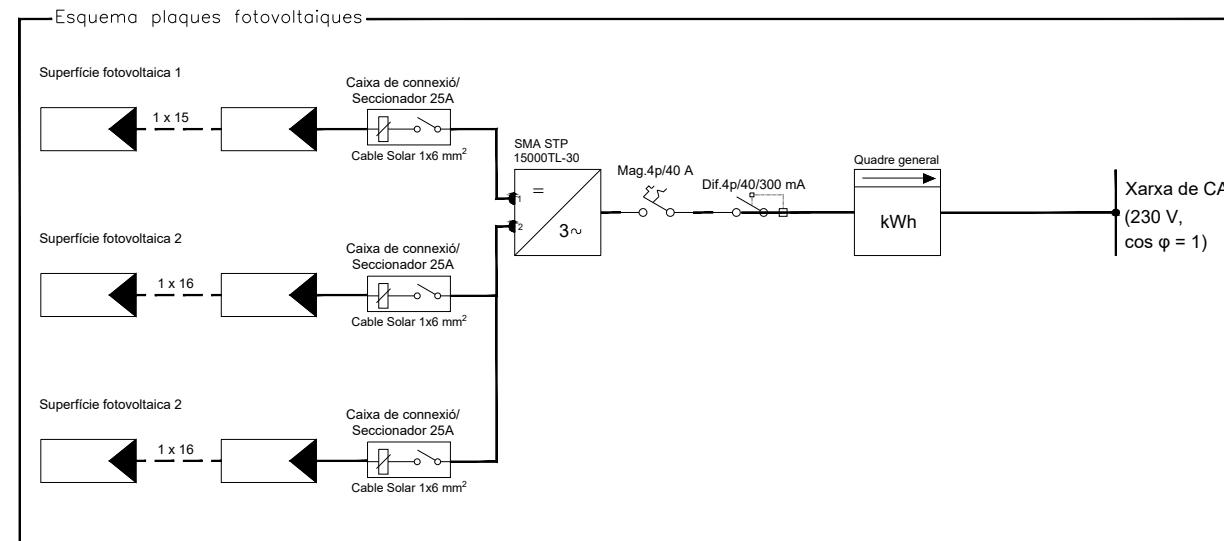 Esquema plaques fotovoltaiques
Superfície fotovoltaica 1
1 x 15
Caixa de connexió/
Seccionador 25A
Cable Solar 1x6 mm²
SMA STP
15000TL-30
1
=
2
3~
Mag.4p/40 A
Dif.4p/40/300 mA
Quadre general
kWh
Xarxa de CA
(230 V,
cos φ = 1)
Superfície fotovoltaica 2
1 x 16
Caixa de connexió/
Seccionador 25A
Cable Solar 1x6 mm²
Superfície fotovoltaica 2
1 x 16
Caixa de connexió/
Seccionador 25A
Cable Solar 1x6 mm²